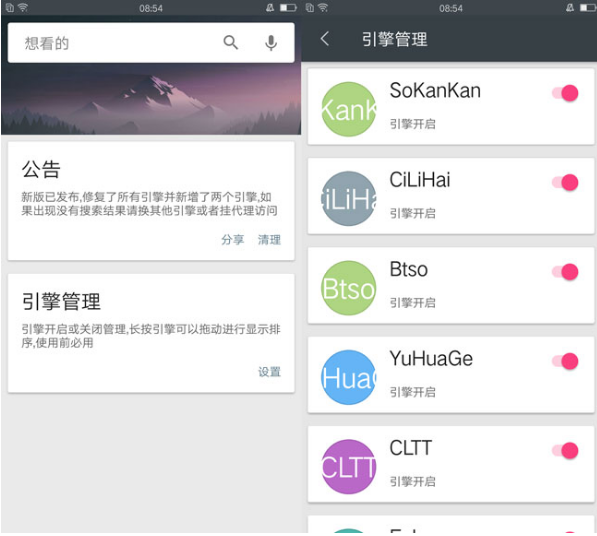 08:54
想看的
公告
新版已发布,修复了所有引擎并新增了两个引擎,如
果出现没有搜索结果请换其他引擎或者挂代理访问
分享 清理
引擎管理
引擎开启或关闭管理,长按引擎可以拖动进行显示排
序,使用前必用
设置
08:54
引擎管理
KanK
SoKanKan
引擎开启
iLiHa
CiLiHai
引擎开启
Btso
Btso
引擎开启
Hua
YuHuaGe
引擎开启
CLTT
CLTT
引擎开启